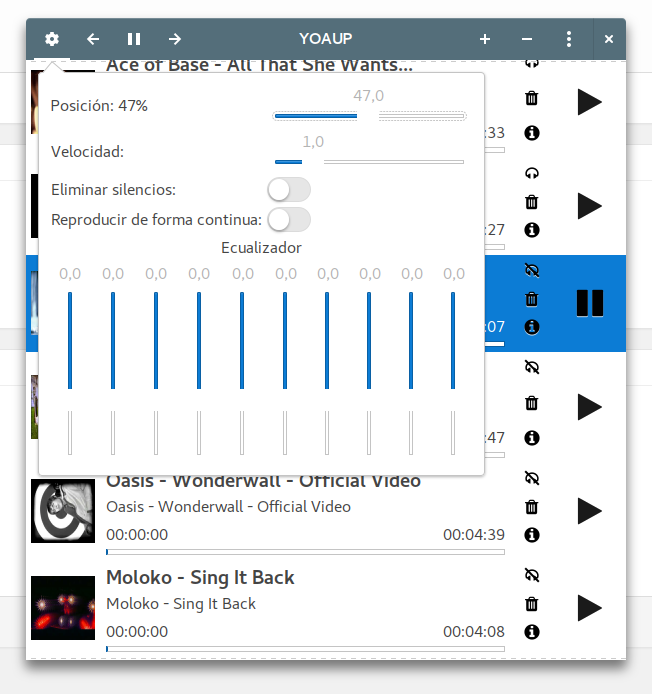 YOAUP
Ace of Base - All That She Wants...
Posición: 47%
47,0
:33
Velocidad:
1,0
Eliminar silencios:
Reproducir de forma continua:
:27
Ecualizador
0,0 0,0 0,0 0,0 0,0 0,0 0,0 0,0 0,0 0,0
:07
:47
Oasis - Wonderwall - Official Video
Oasis - Wonderwall - Official Video
00:00:00 00:04:39
Moloko - Sing It Back
Moloko - Sing It Back
00:00:00 00:04:08